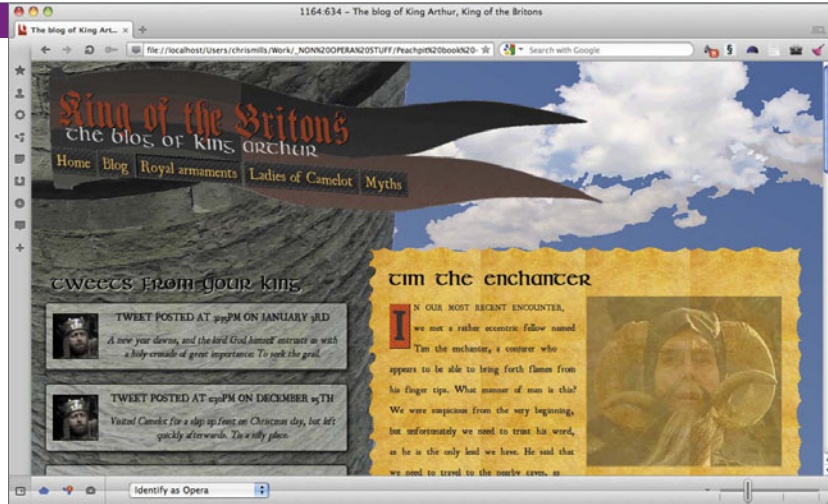 1164:634 – The blog of King Arthur, King of the Britons
The blog of King Art...
file://localhost/Users/chrismills/Work/_NON%20OPERA%20STUFF/Peachpit%20book%20-
Search with Google
King of the Britons
the blog of king arthur
Home Blog Royal armaments Ladies of Camelot Myths
tweets from your king
TWEET POSTED AT 3:25PM ON JANUARY 3RD
A new year dawns, and the lord God himself entrusts us with
a holy crusade of great importance: To seek the grail.
TWEET POSTED AT 6:30PM ON DECEMBER 25TH
Visited Camelot for a slap up feast on Christmas day, but left
quickly afterwards. Tis a silly place.
tim the enchanter
IN OUR MOST RECENT ENCOUNTER,
we met a rather eccentric fellow named
Tim the enchanter, a conjurer who
appears to be able to bring forth flames from
his finger tips. What manner of man is this?
We were suspicious from the very beginning,
but unfortunately we need to trust his word,
as he is the only lead we have. He said that
we need to travel to the nearby caves, as
Identify as Opera